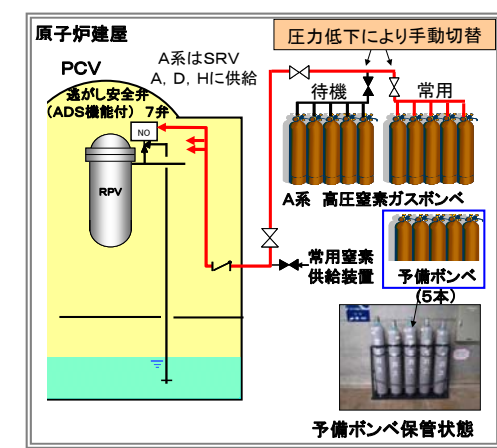 原子炉建屋
圧力低下により手動切替
A系はSRV
A, D, Hに供給
PCV
逃がし安全弁
(ADS機能付) 7弁
NO
RPV
待機
常用
A系 高圧窒素ガスボンベ
常用窒素
供給装置
予備ボンベ
(5本)
予備ボンベ保管状態